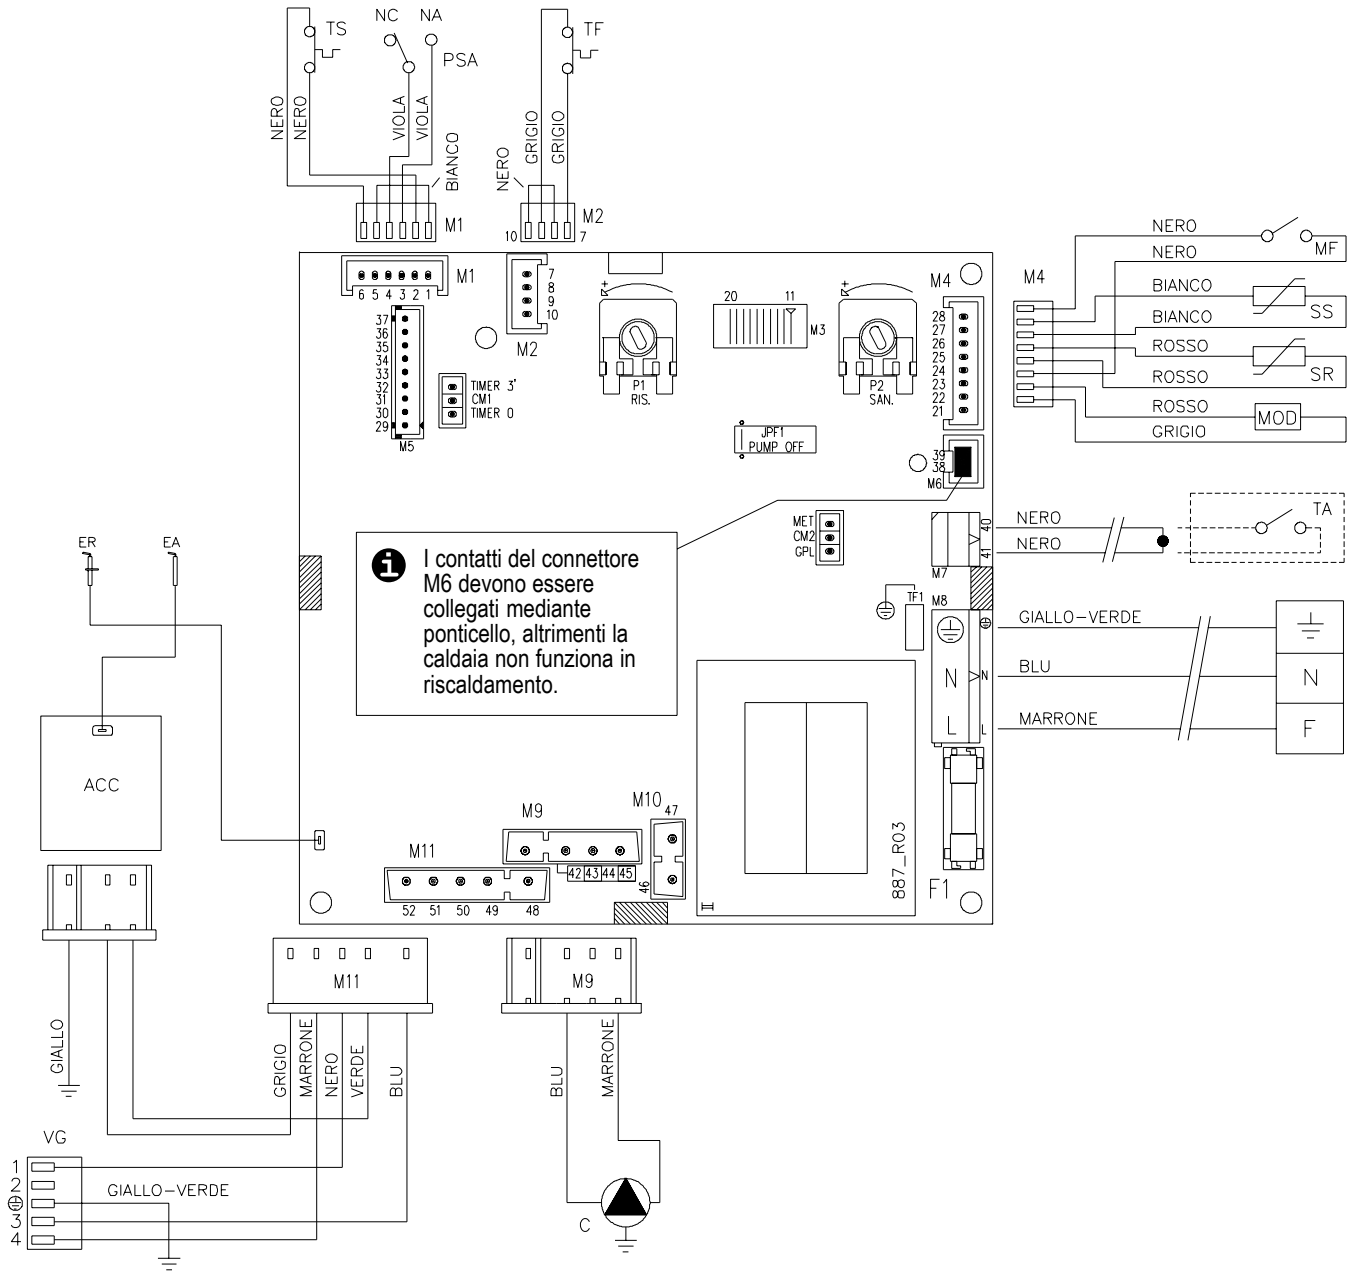 TS
NC
NA
PSA
TF
NERO
NERO
VIOLA
VIOLA
BIANCO
NERO
GRIGIO
GRIGIO
M1
10
M2
7
M1
6 5 4 3 2 1
7
8
9
10
M2
37
36
35
34
33
32
31
30
29
M5
TIMER 3'
CM1
TIMER 0
+
P1
RIS.
20
11
M3
+
P2
SAN.
JPF1
PUMP OFF
M4
28
27
26
25
24
23
22
21
39
38
M6
M4
NERO
MF
NERO
BIANCO
SS
BIANCO
ROSSO
SR
ROSSO
ROSSO
MOD
GRIGIO
MET
CM2
GPL
40
41
M7
NERO
NERO
TA
i
I contatti del connettore
M6 devono essere
collegati mediante
ponticello, altrimenti la
caldaia non funziona in
riscaldamento.
ER
EA
TF1
M8
N
N
L
L
GIALLO-VERDE
BLU
N
MARRONE
F
ACC
M9
42 43 44 45
M10
47
46
M11
52 51 50 49 48
887_R03
F1
M11
M9
GIALLO
GRIGIO
MARRONE
NERO
VERDE
BLU
BLU
MARRONE
VG
1
2
3
4
GIALLO-VERDE
C